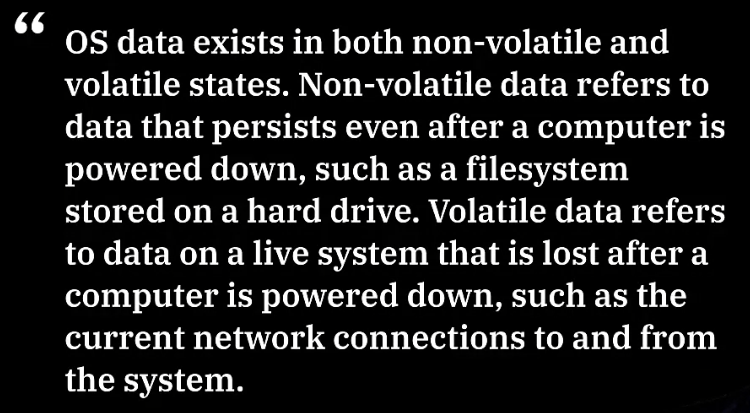 “
OS data exists in both non-volatile and
volatile states. Non-volatile data refers to
data that persists even after a computer is
powered down, such as a filesystem
stored on a hard drive. Volatile data refers
to data on a live system that is lost after a
computer is powered down, such as the
current network connections to and from
the system.